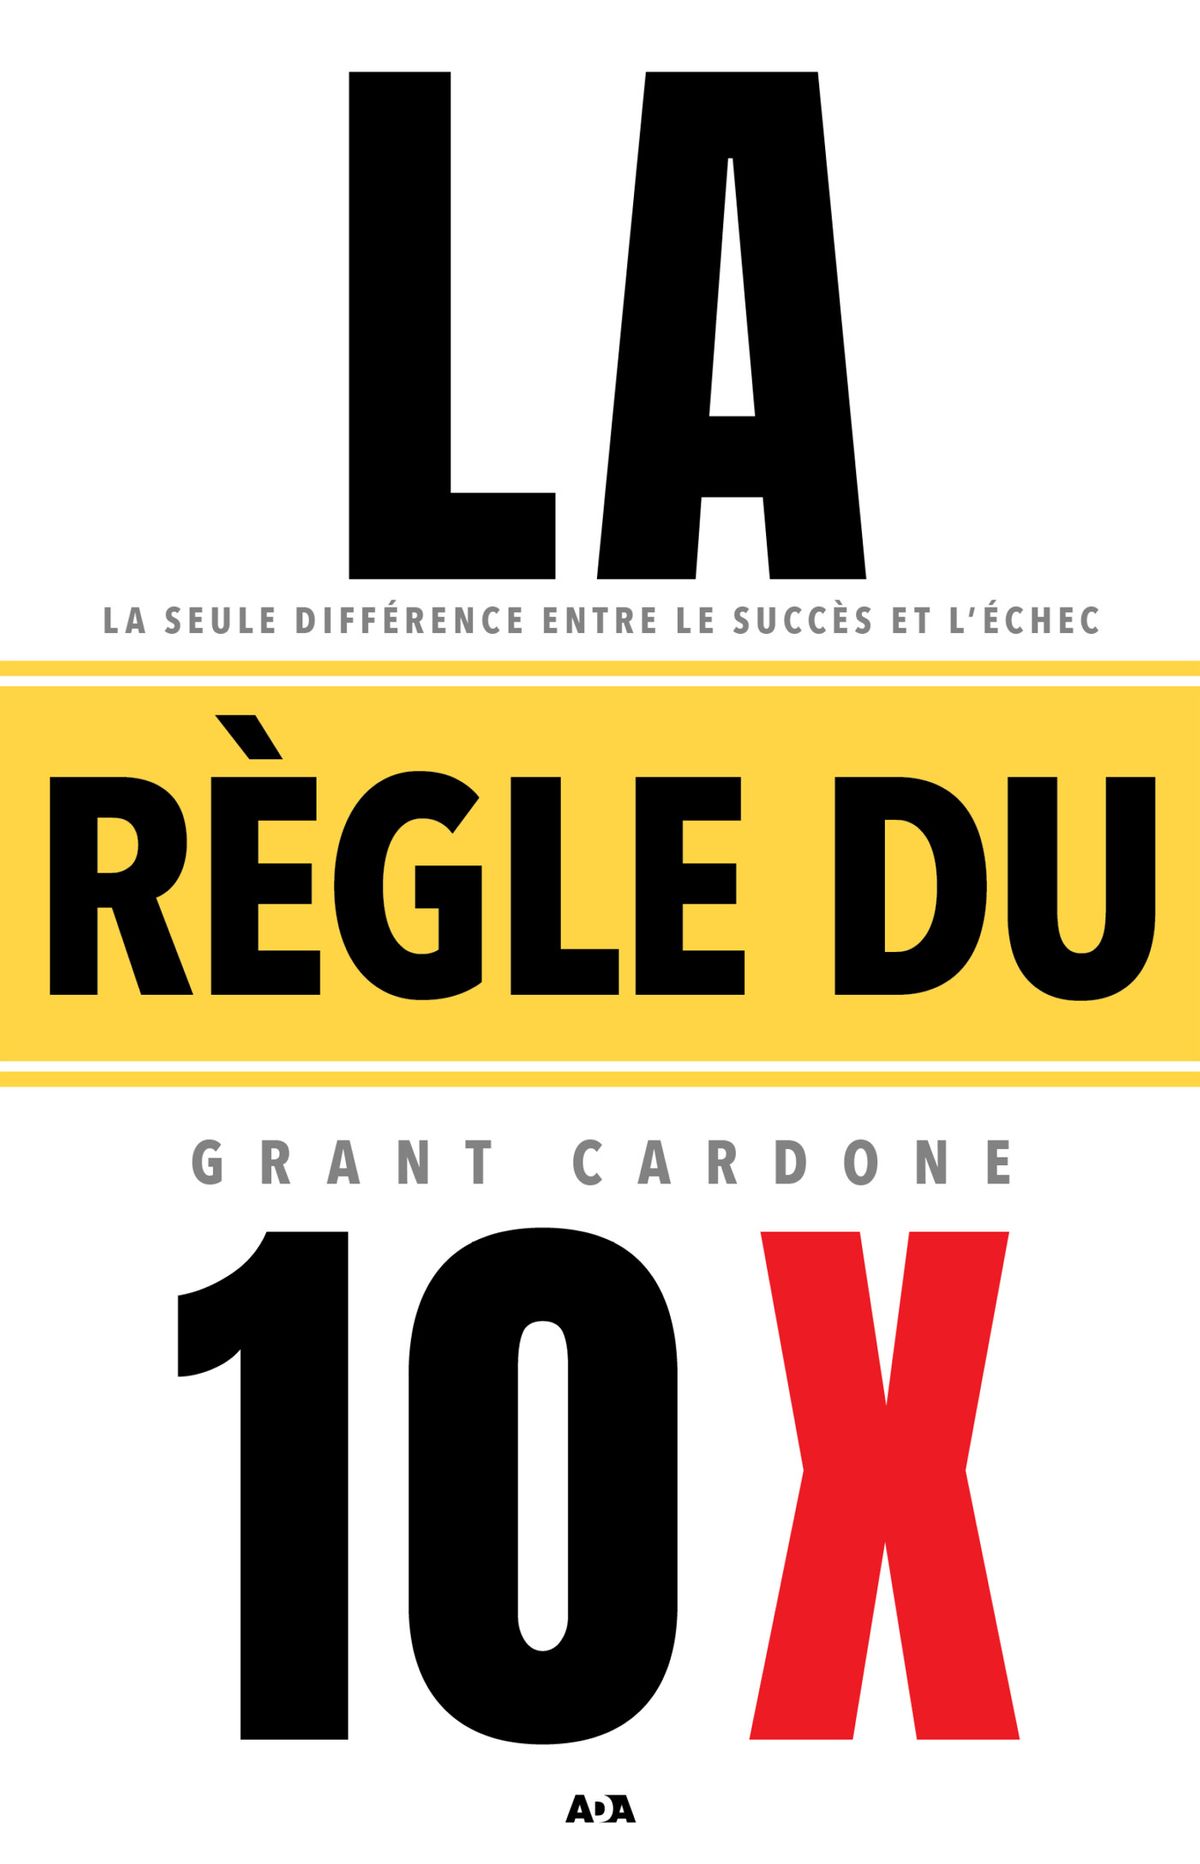 LA
LA SEULE DIFFÉRENCE ENTRE LE SUCCÈS ET L'ÉCHEC
RÈGLE DU
GRANT CARDONE
10X
ADA